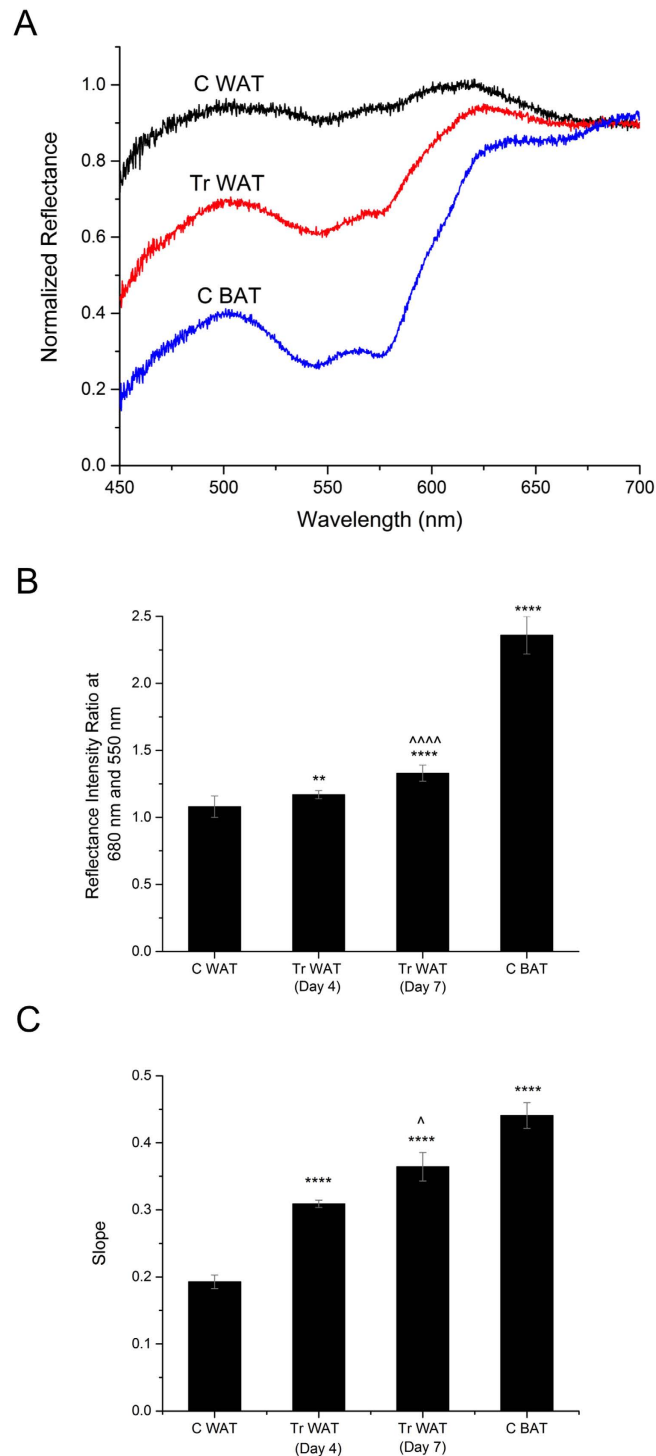 A
Normalized Reflectance
1.0
0.8
0.6
0.4
0.2
0.0
C WAT
Tr WAT
C BAT
450 500 550 600 650 700
Wavelength (nm)
B
Reflectance Intensity Ratio at
680 nm and 550 nm
2.5
2.0
1.5
1.0
0.5
0.0
**
^^^^
****
****
C WAT Tr WAT Tr WAT C BAT
(Day 4) (Day 7)
C
Slope
0.5
0.4
0.3
0.2
0.1
0.0
****
^
****
****
C WAT Tr WAT Tr WAT C BAT
(Day 4) (Day 7)